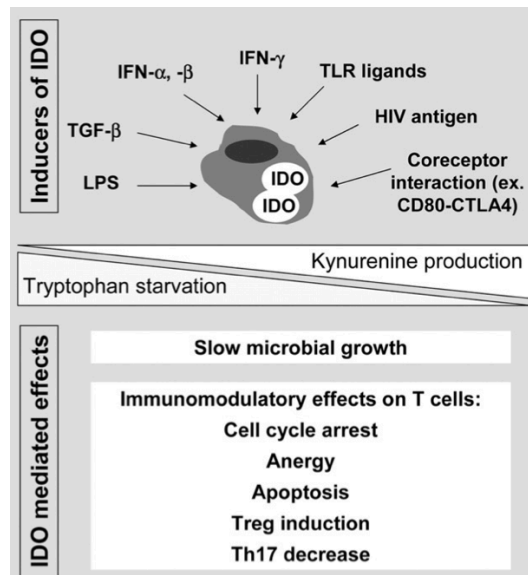 Inducers of IDO
IFN-α, -β
IFN-γ
TLR ligands
TGF-β
HIV antigen
LPS
IDO
IDO
Coreceptor
interaction (ex.
CD80-CTLA4)
Kynurenine production
Tryptophan starvation
IDO mediated effects
Slow microbial growth
Immunomodulatory effects on T cells:
Cell cycle arrest
Anergy
Apoptosis
Treg induction
Th17 decrease